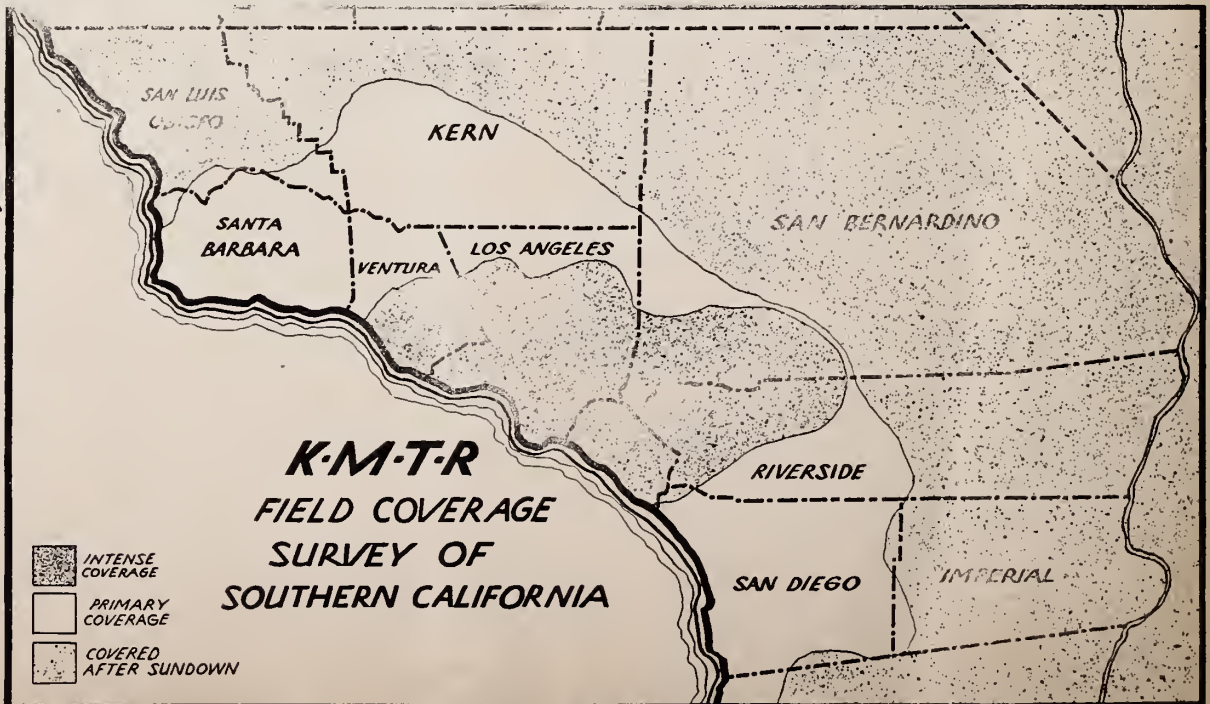 SAN LUIS
OBISPO
KERN
SAN BERNARDINO
SANTA
BARBARA
VENTURA
LOS ANGELES
K·M·T·R
FIELD COVERAGE
SURVEY OF
SOUTHERN CALIFORNIA
RIVERSIDE
SAN DIEGO
IMPERIAL
INTENSE
COVERAGE
PRIMARY
COVERAGE
COVERED
AFTER SUNDOWN